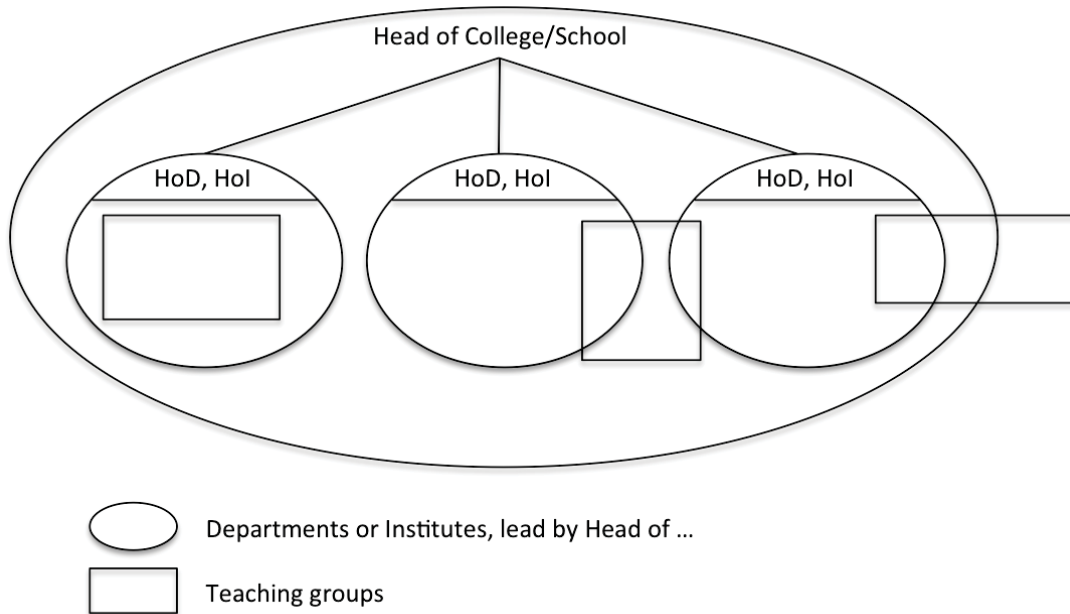 Head of College/School
HoD, HoI
HoD, HoI
HoD, HoI
Departments or Institutes, lead by Head of ...
Teaching groups